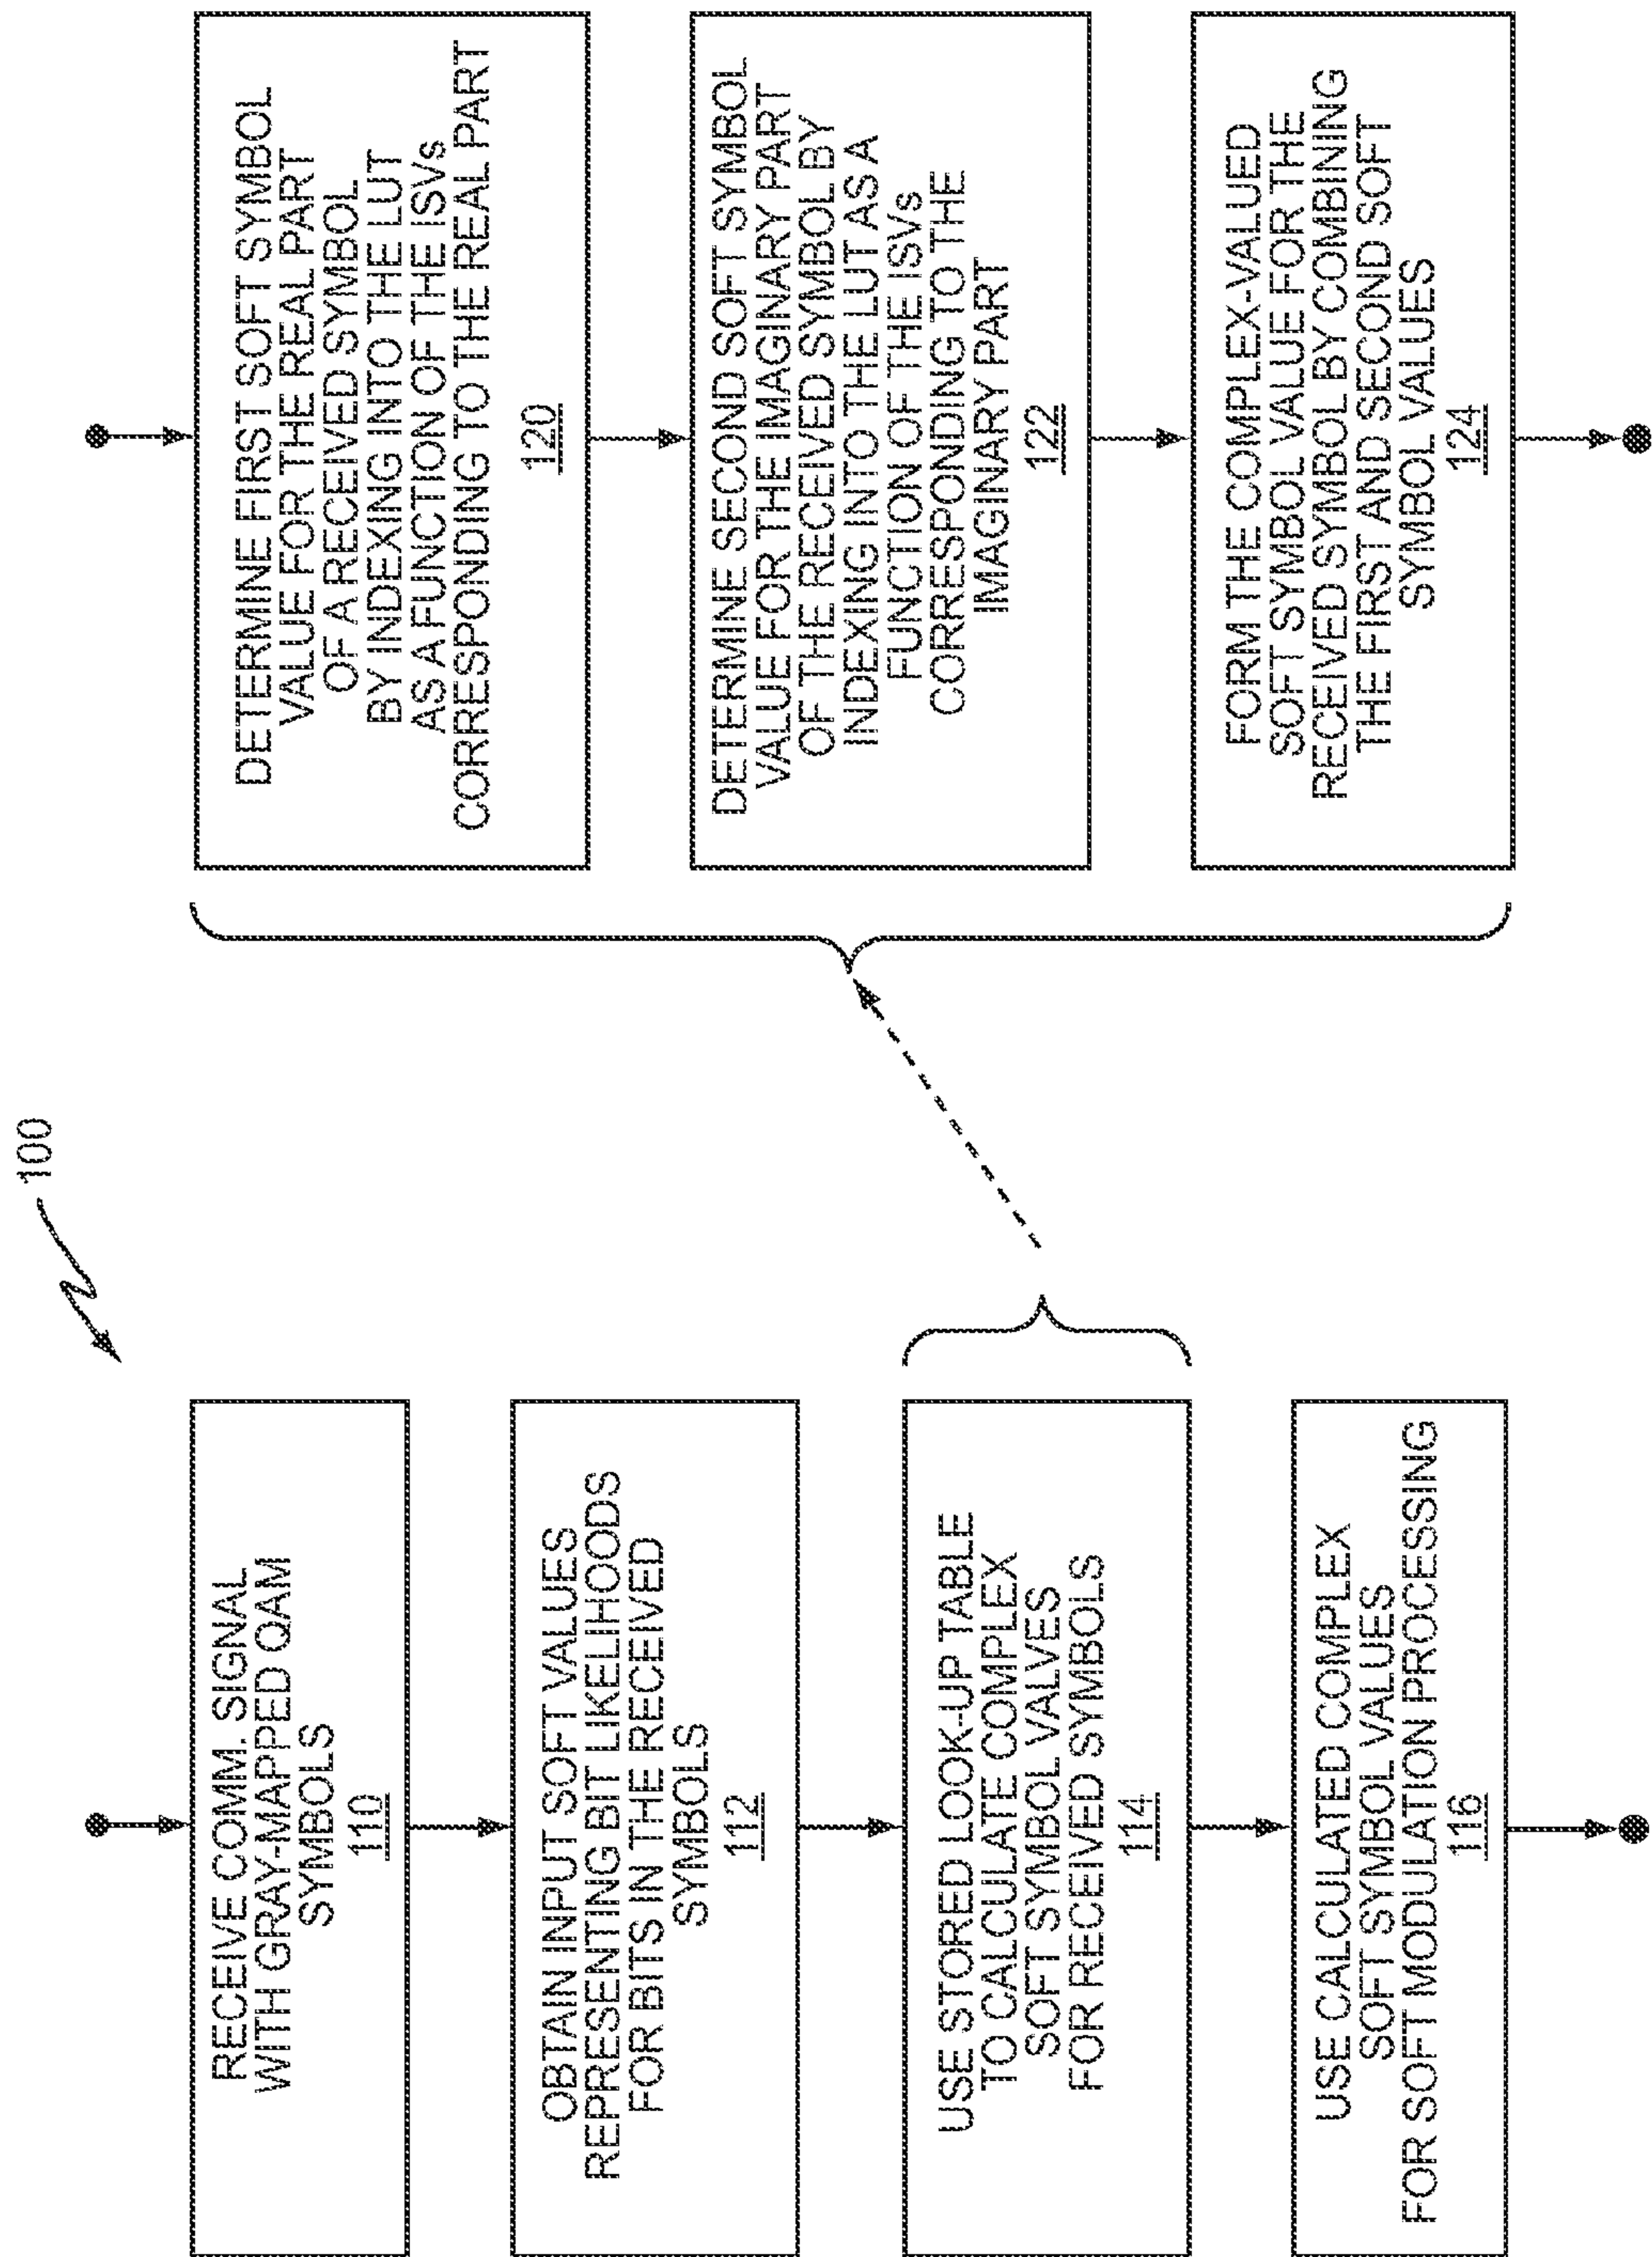 100
RECEIVE COMM. SIGNAL
WITH GRAY-MAPPED QAM
SYMBOLS
110
OBTAIN INPUT SOFT VALUES
REPRESENTING BIT LIKELIHOODS
FOR BITS IN THE RECEIVED
SYMBOLS
112
USE STORED LOOK-UP TABLE
TO CALCULATE COMPLEX
SOFT SYMBOL VALVES
FOR RECEIVED SYMBOLS
114
USE CALCULATED COMPLEX
SOFT SYMBOL VALUES
FOR SOFT MODULATION PROCESSING
116
DETERMINE FIRST SOFT SYMBOL
VALUE FOR THE REAL PART
OF A RECEIVED SYMBOL
BY INDEXING INTO THE LUT
AS A FUNCTION OF THE ISVs
CORRESPONDING TO THE REAL PART
120
DETERMINE SECOND SOFT SYMBOL
VALUE FOR THE IMAGINARY PART
OF THE RECEIVED SYMBOL BY
INDEXING INTO THE LUT AS A
FUNCTION OF THE ISVs
CORRESPONDING TO THE
IMAGINARY PART
122
FORM THE COMPLEX-VALUED
SOFT SYMBOL VALUE FOR THE
RECEIVED SYMBOL BY COMBINING
THE FIRST AND SECOND SOFT
SYMBOL VALUES
124